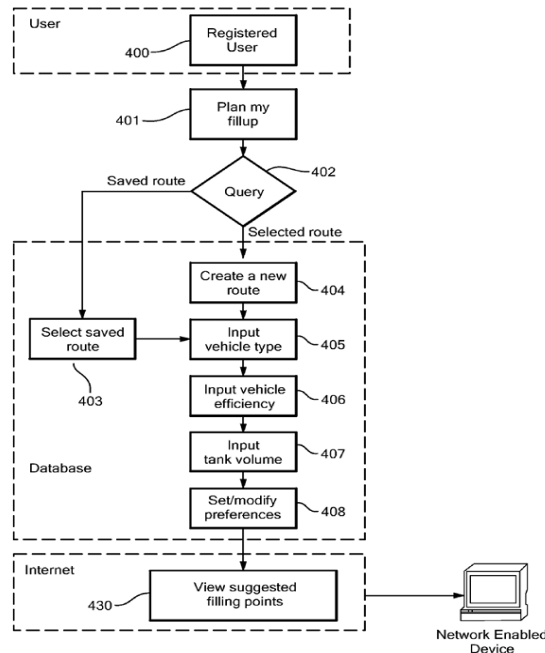 User
Registered
User
400
Plan my
fillup
401
402
Saved route
Query
Selected route
Create a new
route
404
Select saved
route
403
Input
vehicle type
405
Input vehicle
efficiency
406
Input
tank volume
407
Database
Set/modify
preferences
408
Internet
View suggested
filling points
430
Network Enabled
Device